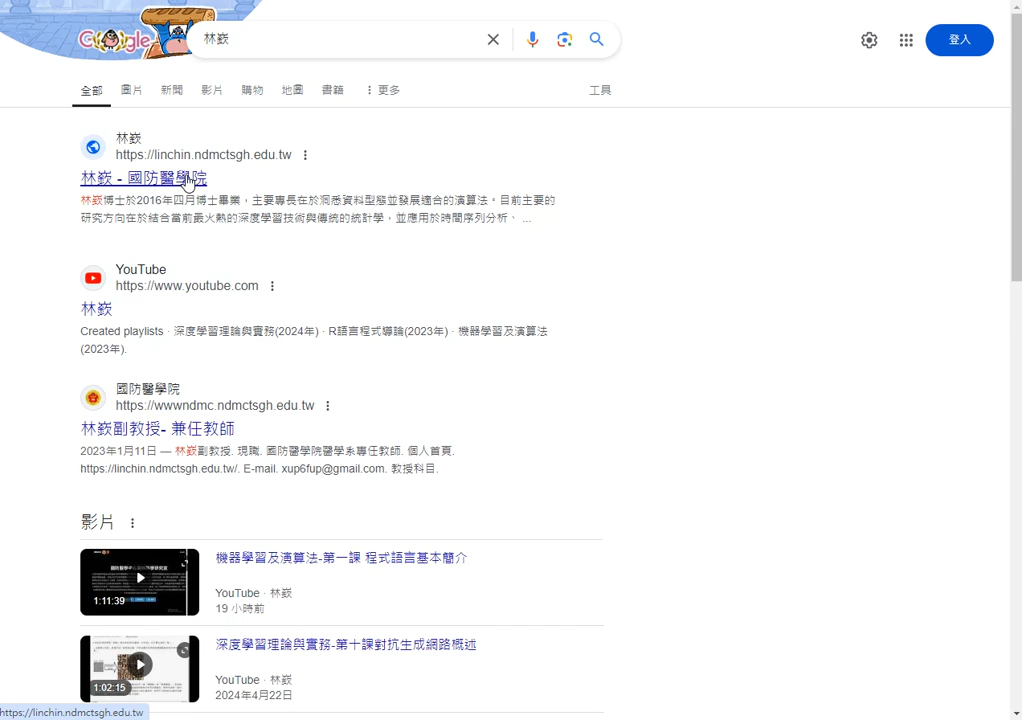 Google
林嶔
登入
全部 圖片 新聞 影片 購物 地圖 書籍 更多 工具
林嶔
https://linchin.ndmctsgh.edu.tw
林嶔 - 國防醫學院
林嶔博士於2016年四月博士畢業，主要專長在於洞悉資料型態並發展適合的演算法。目前主要的
研究方向在於結合當前最火熱的深度學習技術與傳統的統計學，並應用於時間序列分析、 ...
YouTube
https://www.youtube.com
林嶔
Created playlists · 深度學習理論與實務(2024年) · R語言程式導論(2023年) · 機器學習及演算法
(2023年).
國防醫學院
https://wwwndmc.ndmctsgh.edu.tw
林嶔副教授- 兼任教師
2023年1月11日 — 林嶔副教授. 現職. 國防醫學院醫學系專任教師. 個人首頁.
https://linchin.ndmctsgh.edu.tw/. E-mail. xup6fup@gmail.com. 教授科目.
影片
機器學習及演算法-第一課 程式語言基本簡介
1:11:39
YouTube · 林嶔
19 小時前
深度學習理論與實務-第十課對抗生成網路概述
1:02:15
YouTube · 林嶔
2024年4月22日
https://linchin.ndmctsgh.edu.tw